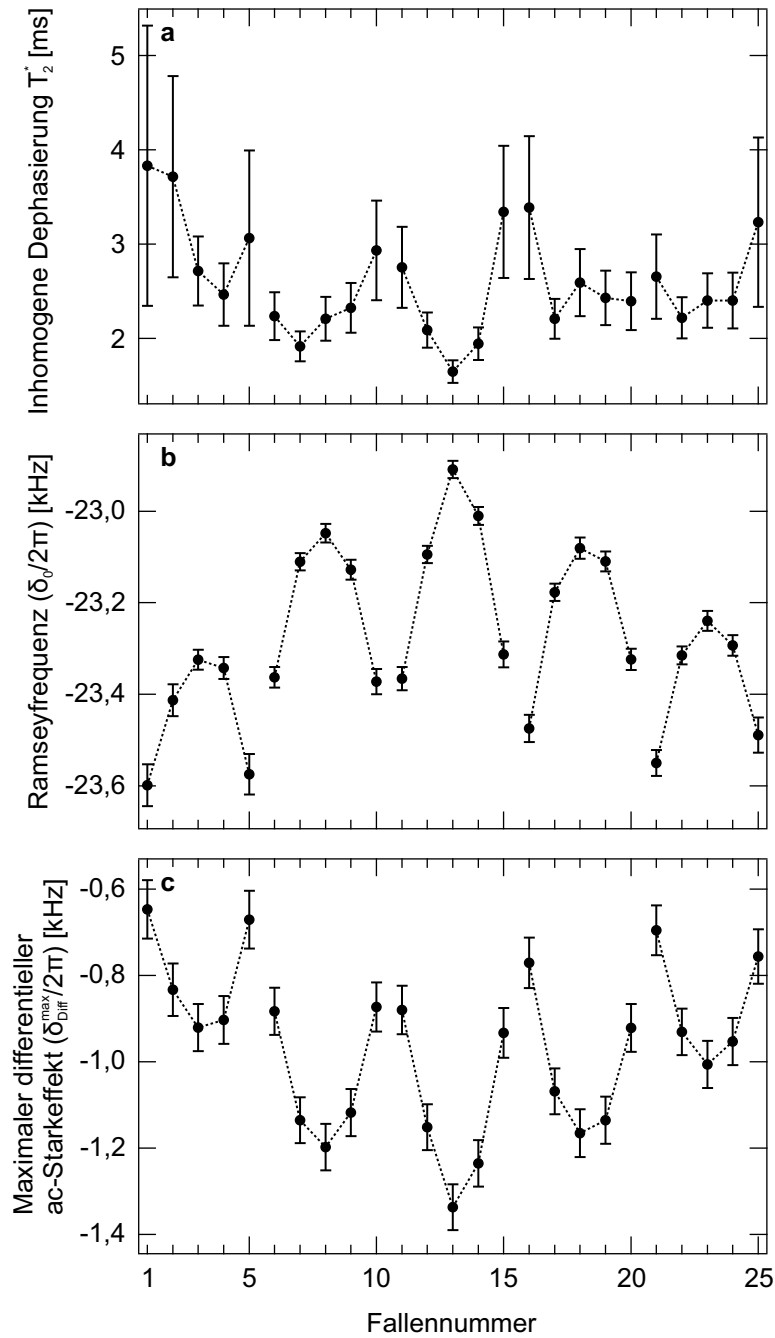 a
Inhomogene Dephasierung T₂* [ms]
5
4
3
2
b
Ramseyfrequenz (δ₀/2π) [kHz]
-23,0
-23,2
-23,4
-23,6
c
Maximaler differentieller
ac-Starkeffekt (δ_Diff^max/2π) [kHz]
-0,6
-0,8
-1,0
-1,2
-1,4
1 5 10 15 20 25
Fallennummer